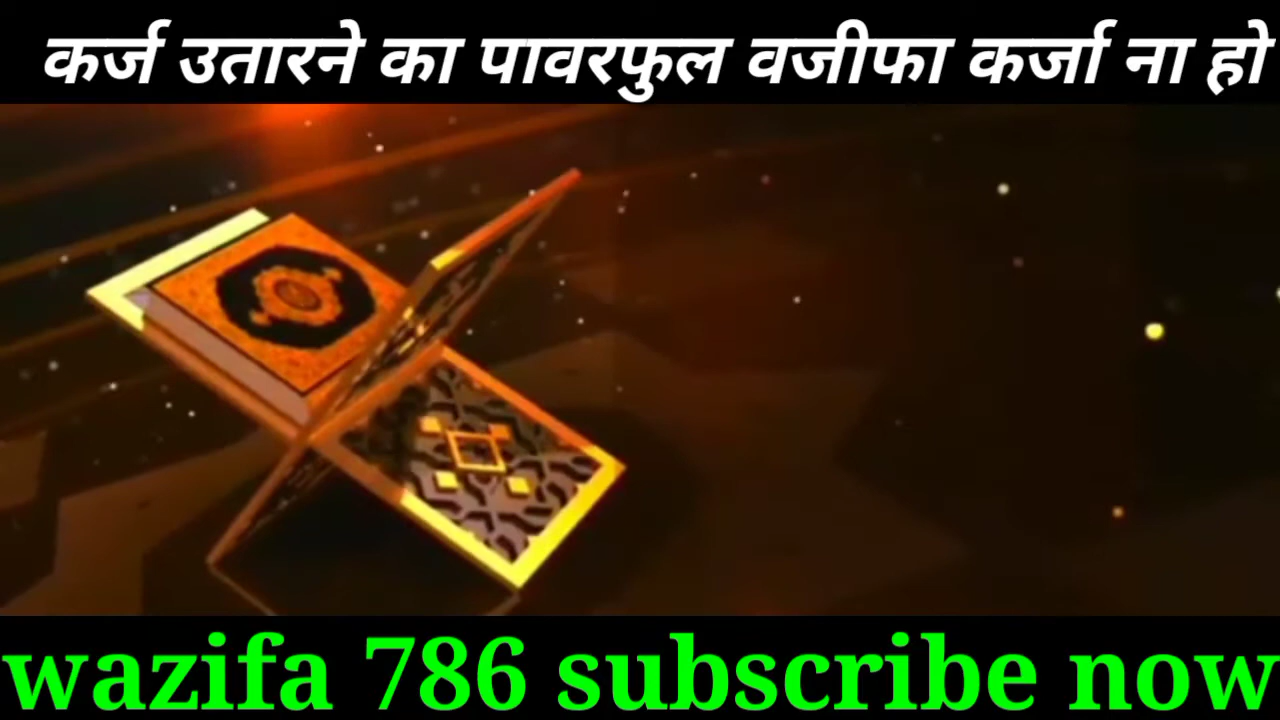 कर्ज उतारने का पावरफुल वजीफा कर्जा ना हो
wazifa 786 subscribe now